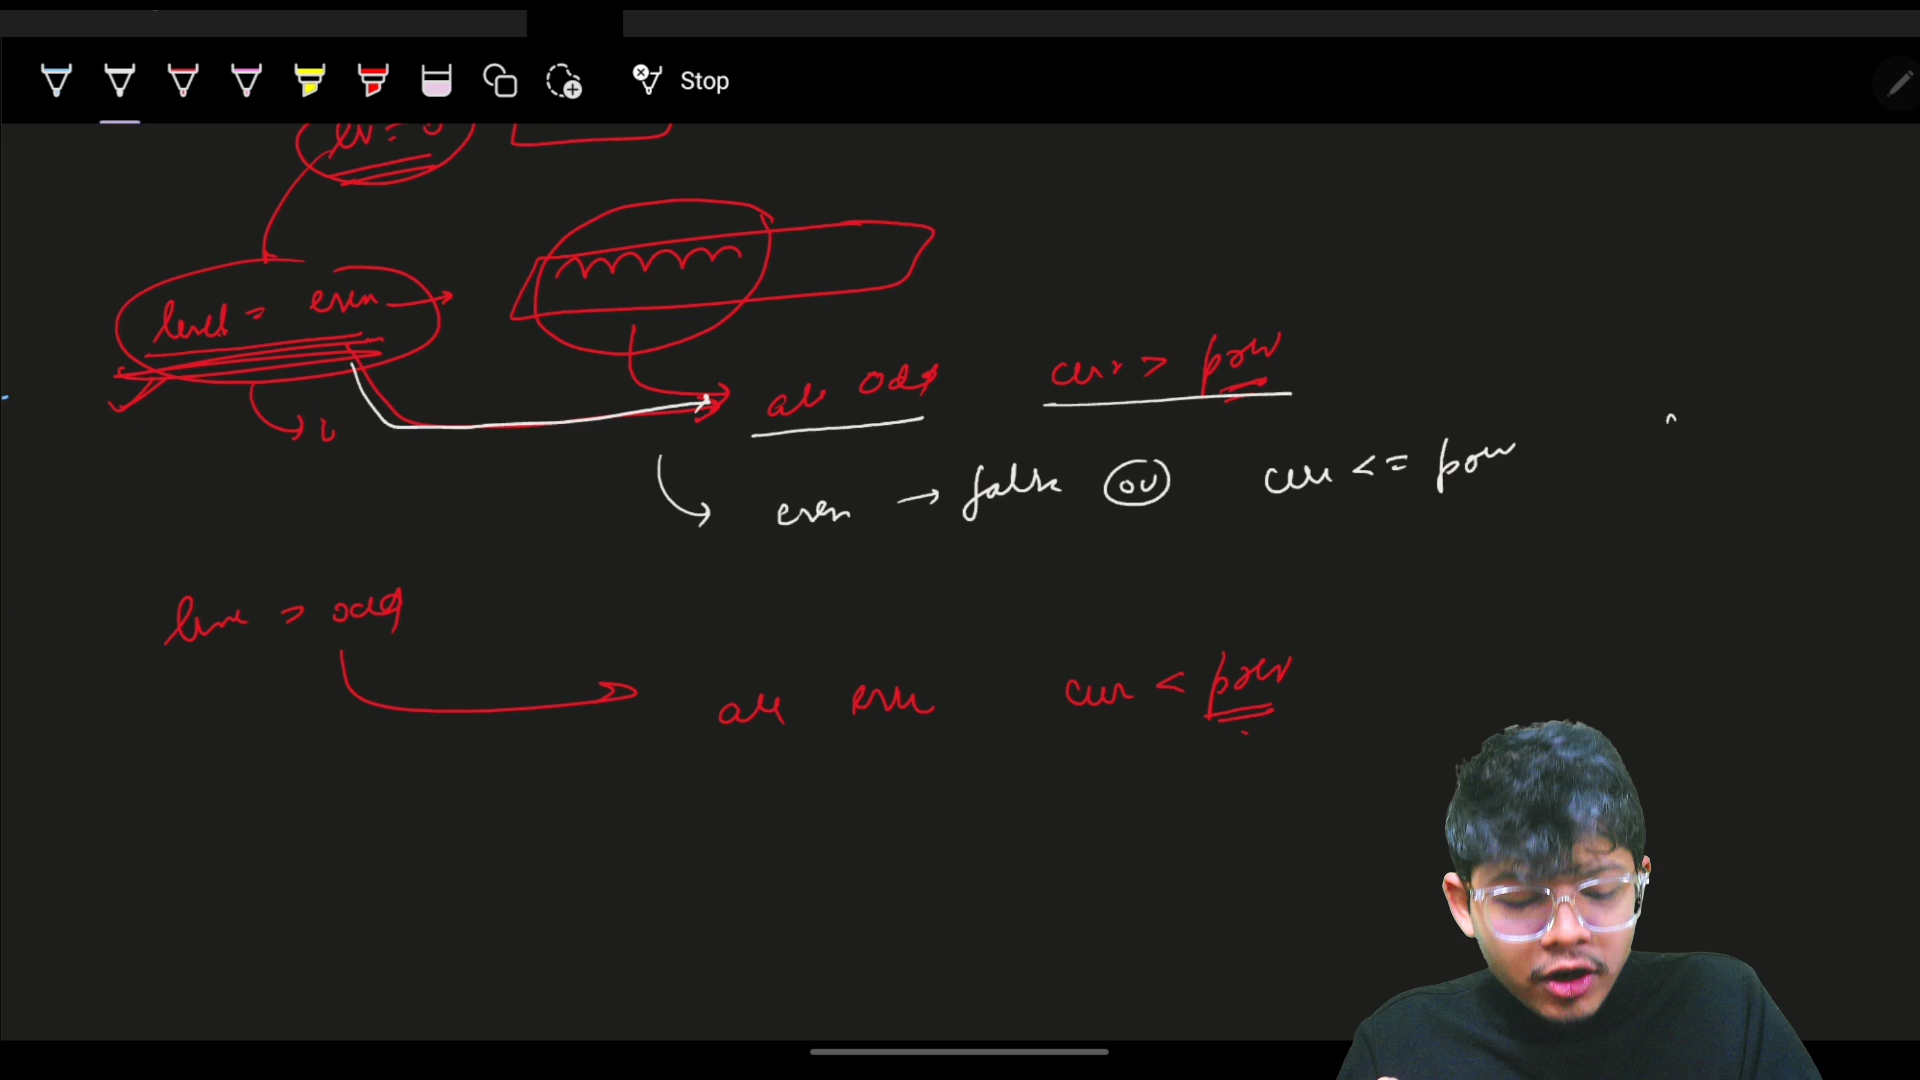 Stop
level = even
all odd curr > prev
even → false or curr <= prev
level = odd
all even curr < prev